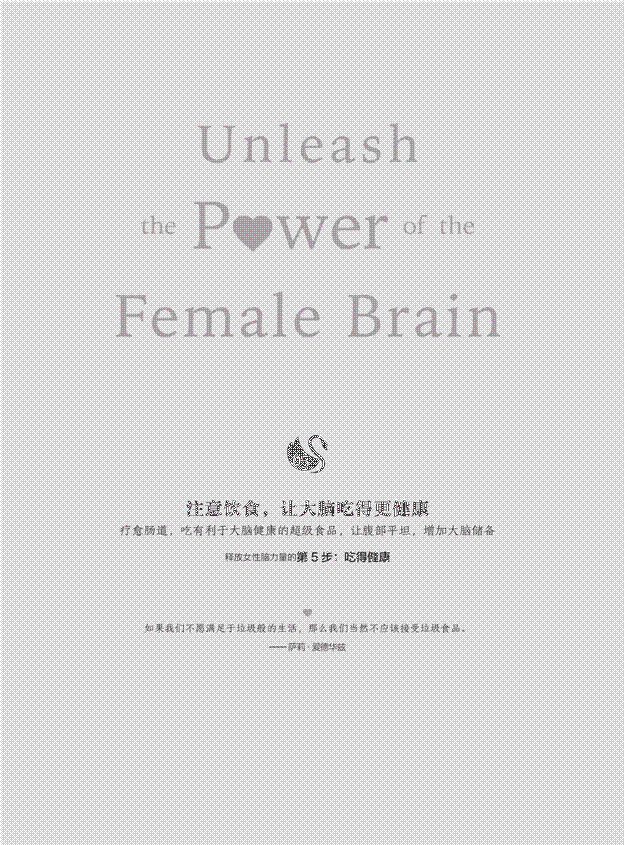 Unleash
the Power of the
Female Brain
注意饮食，让大脑吃得更健康
疗愈肠道，吃有利于大脑健康的超级食品，让腹部平坦，增加大脑储备
释放女性脑力量的第 5 步：吃得健康
如果我们不愿满足于垃圾般的生活，那么我们当然不应该接受垃圾食品。
——萨莉·爱德华兹